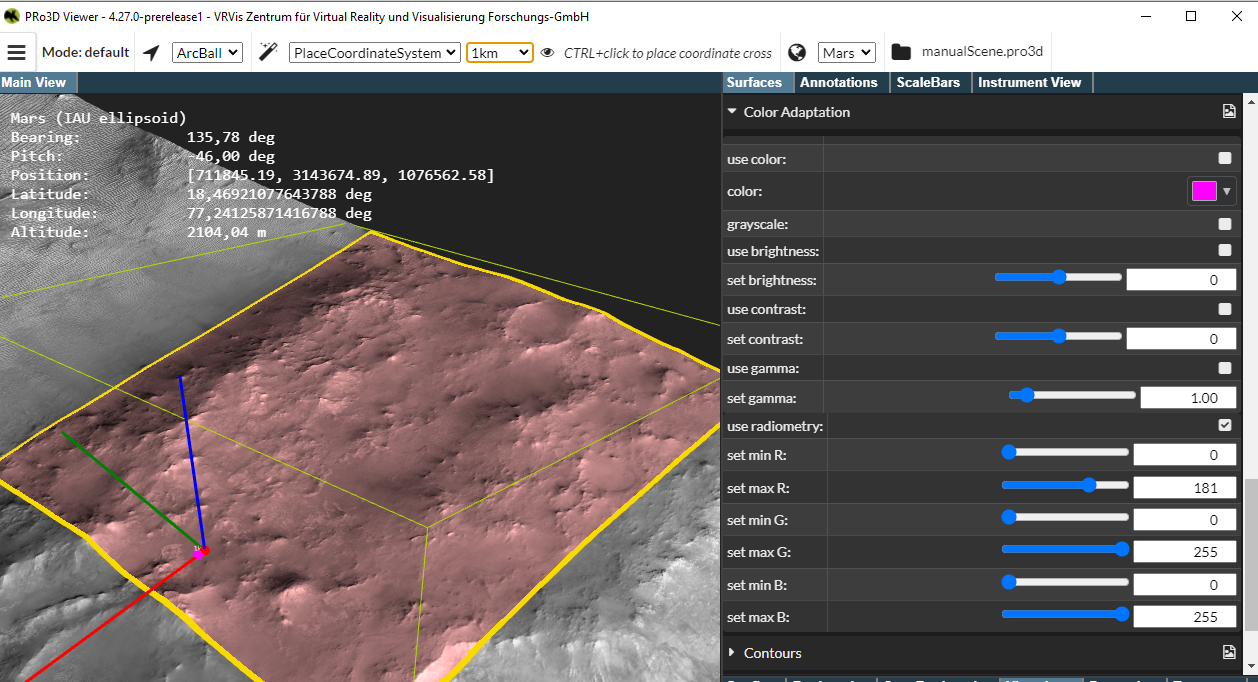 PRo3D Viewer - 4.27.0-prerelease1 - VRVis Zentrum für Virtual Reality und Visualisierung Forschungs-GmbH
Mode: default ArcBall PlaceCoordinateSystem 1km CTRL+click to place coordinate cross Mars manualScene.pro3d
Main View
Surfaces Annotations ScaleBars Instrument View
Mars (IAU ellipsoid)
Bearing: 135,78 deg
Pitch: -46,00 deg
Position: [711845.19, 3143674.89, 1076562.58]
Latitude: 18,46921077643788 deg
Longitude: 77,24125871416788 deg
Altitude: 2104,04 m
Color Adaptation
use color:
color:
grayscale:
use brightness:
set brightness: 0
use contrast:
set contrast: 0
use gamma:
set gamma: 1.00
use radiometry:
set min R: 0
set max R: 181
set min G: 0
set max G: 255
set min B: 0
set max B: 255
Contours